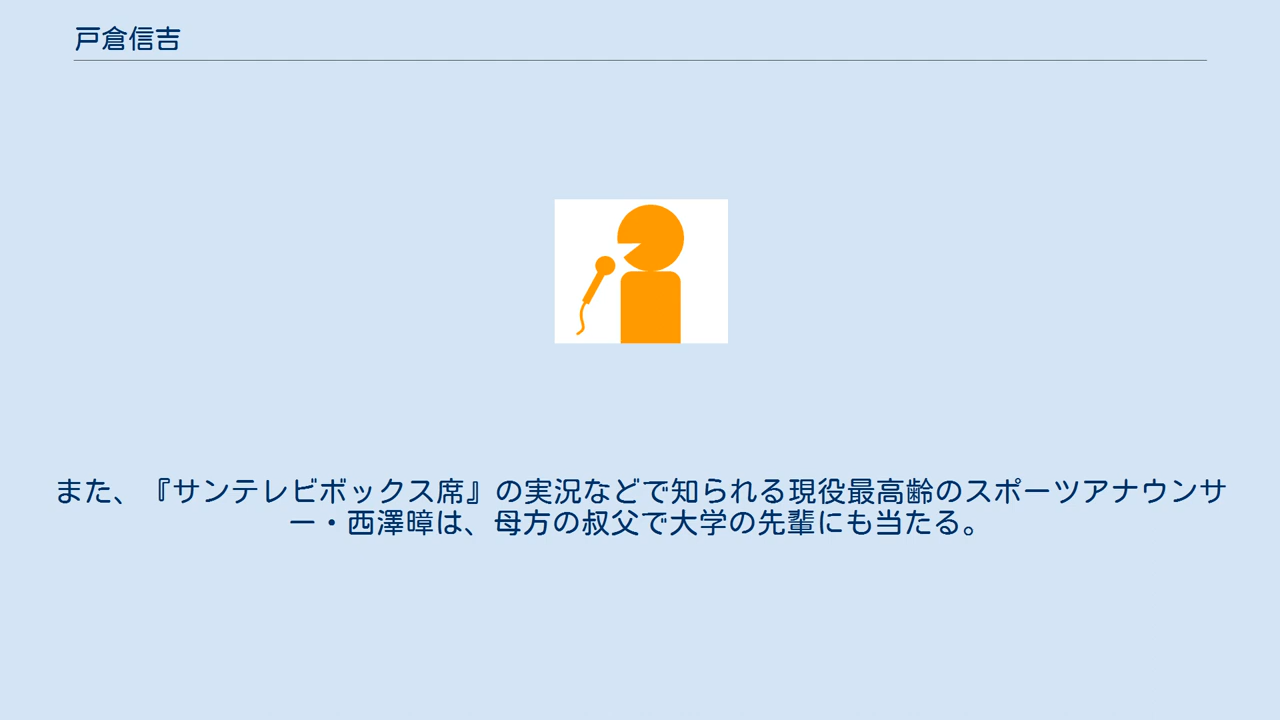 戸倉信吉
また、『サンテレビボックス席』の実況などで知られる現役最高齢のスポーツアナウンサ
ー・西澤暲は、母方の叔父で大学の先輩にも当たる。